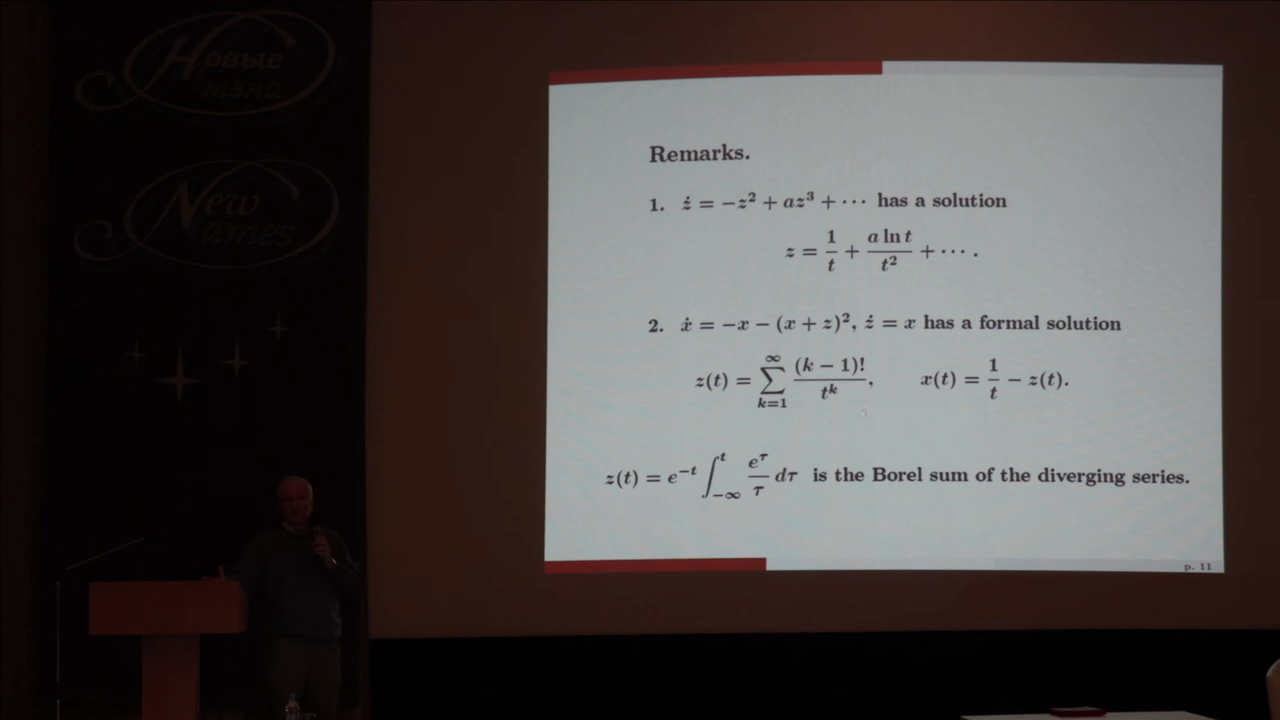 Новые
имена
New
Names
Remarks.
1. ż = −z² + az³ + ··· has a solution
z = 1/t + a ln t/t² + ··· .
2. ẋ = −x − (x + z)², ż = x has a formal solution
z(t) = ∑_{k=1}^{∞} (k − 1)!/t^k, x(t) = 1/t − z(t).
z(t) = e^{−t} ∫_{−∞}^{t} e^τ/τ dτ is the Borel sum of the diverging series.
p. 11